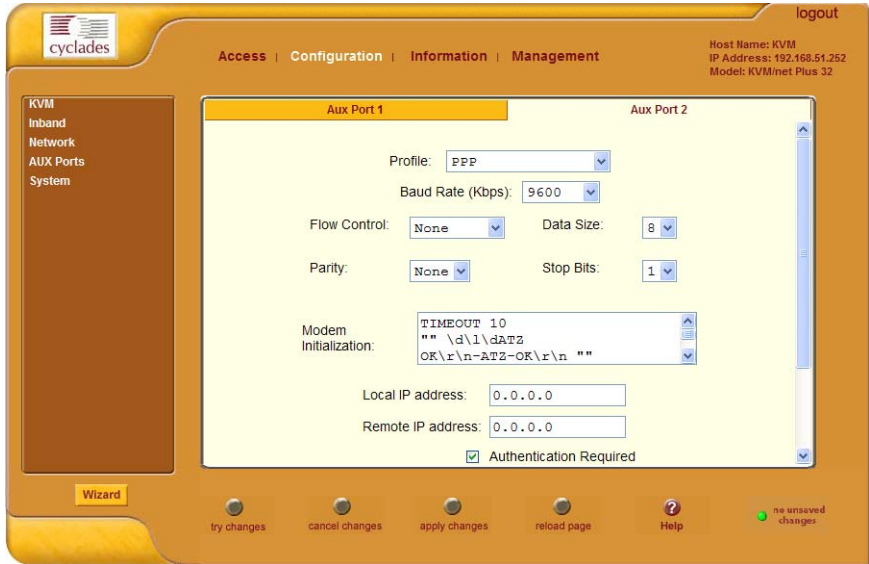 logout
cyclades
Access | Configuration | Information | Management
Host Name: KVM
IP Address: 192.168.51.252
Model: KVM/net Plus 32
KVM
Inband
Network
AUX Ports
System
Aux Port 1
Aux Port 2
Profile: PPP
Baud Rate (Kbps): 9600
Flow Control: None
Data Size: 8
Parity: None
Stop Bits: 1
Modem
Initialization:
TIMEOUT 10
"" \d\l\dATZ
OK\r\n-ATZ-OK\r\n ""
Local IP address: 0.0.0.0
Remote IP address: 0.0.0.0
Authentication Required
Wizard
try changes
cancel changes
apply changes
reload page
Help
no unsaved
changes